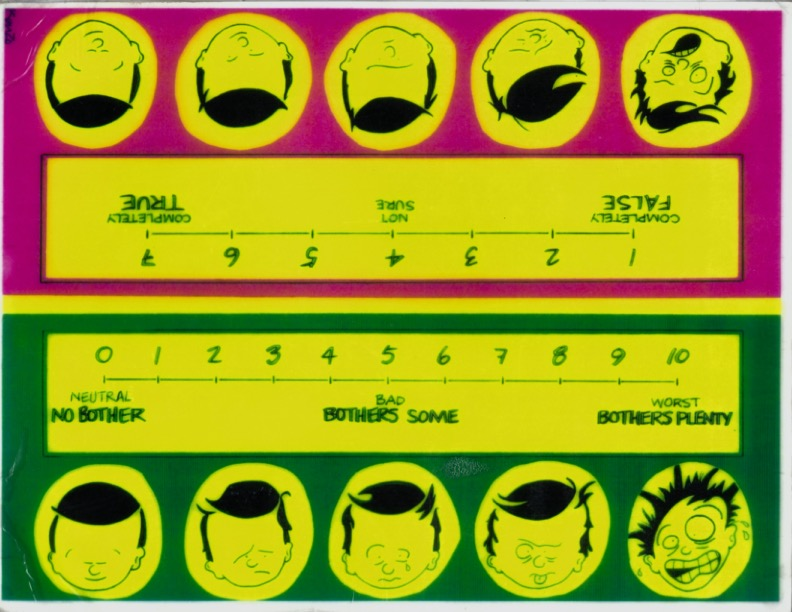 1 2 3 4 5 6 7
COMPLETELY NOT COMPLETELY
FALSE SURE TRUE
0 1 2 3 4 5 6 7 8 9 10
NEUTRAL BAD WORST
NO BOTHER BOTHERS SOME BOTHERS PLENTY